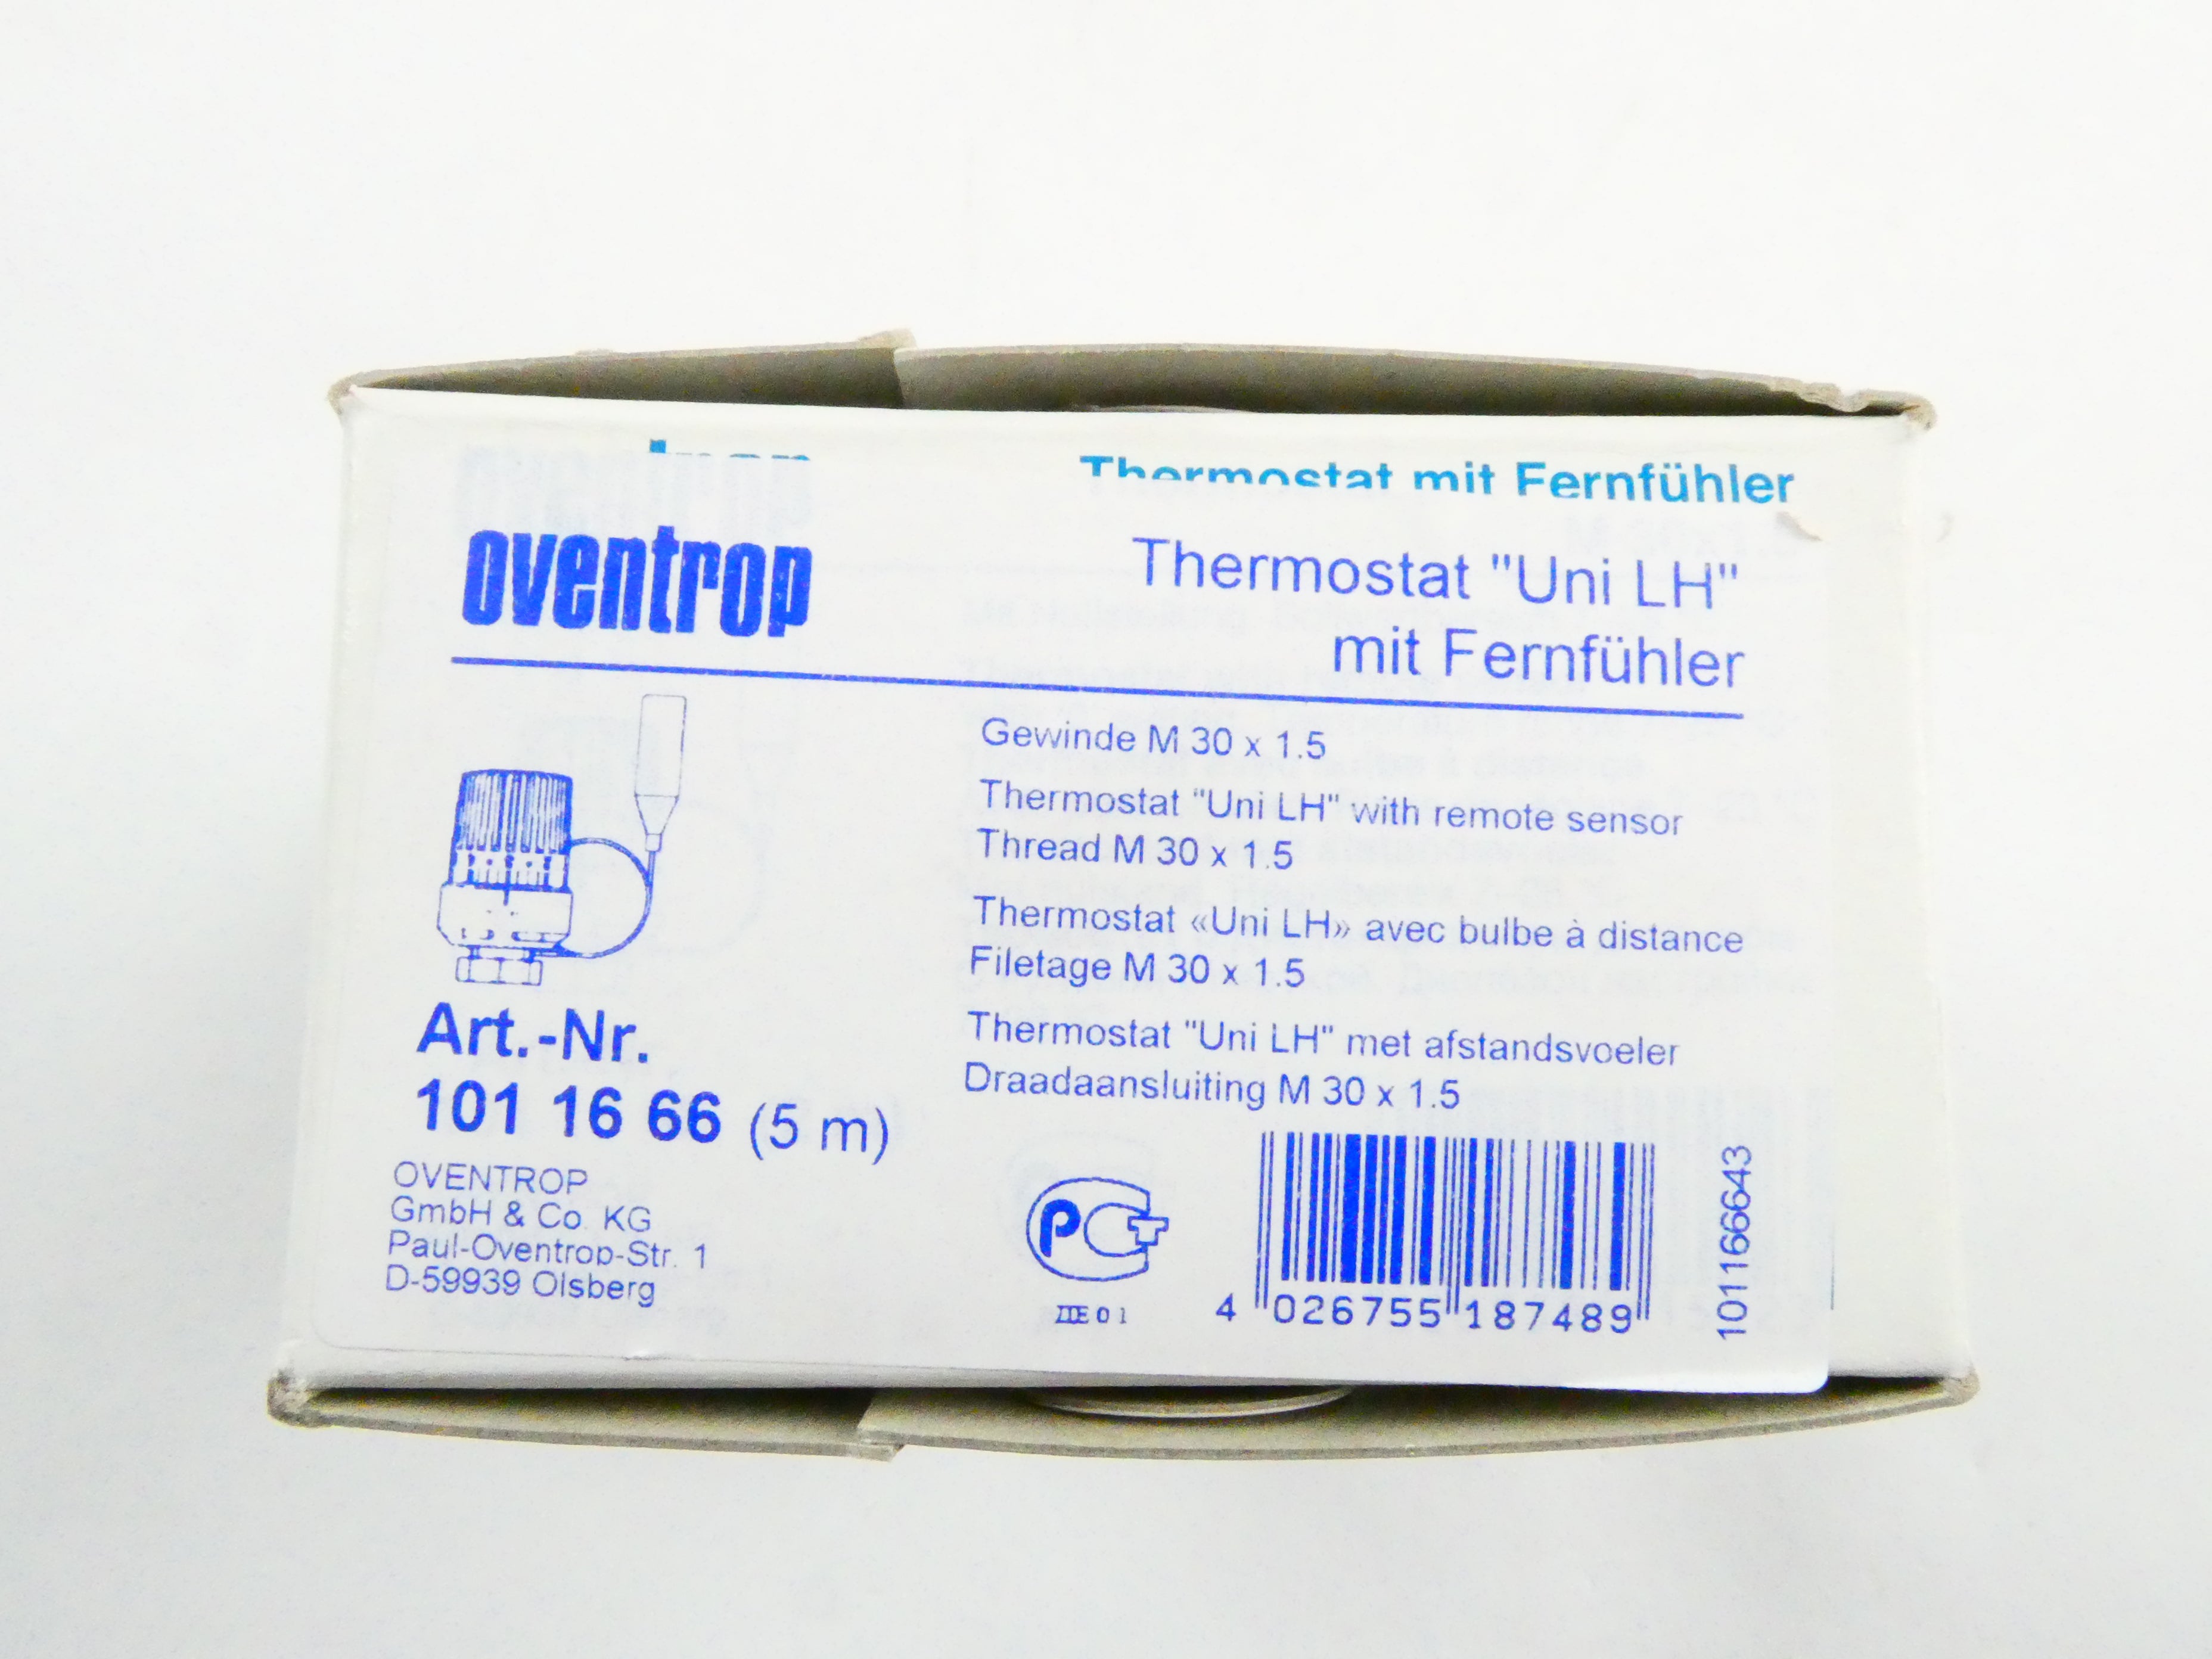 Thermostat mit Fernfühler
oventrop
Thermostat "Uni LH"
mit Fernfühler
Gewinde M 30 x 1.5
Thermostat "Uni LH" with remote sensor
Thread M 30 x 1.5
Thermostat «Uni LH» avec bulbe à distance
Filetage M 30 x 1.5
Thermostat "Uni LH" met afstandsvoeler
Draadaansluiting M 30 x 1.5
Art.-Nr.
101 16 66 (5 m)
OVENTROP
GmbH & Co. KG
Paul-Oventrop-Str. 1
D-59939 Olsberg
PCT
4 026755 187489
101166643